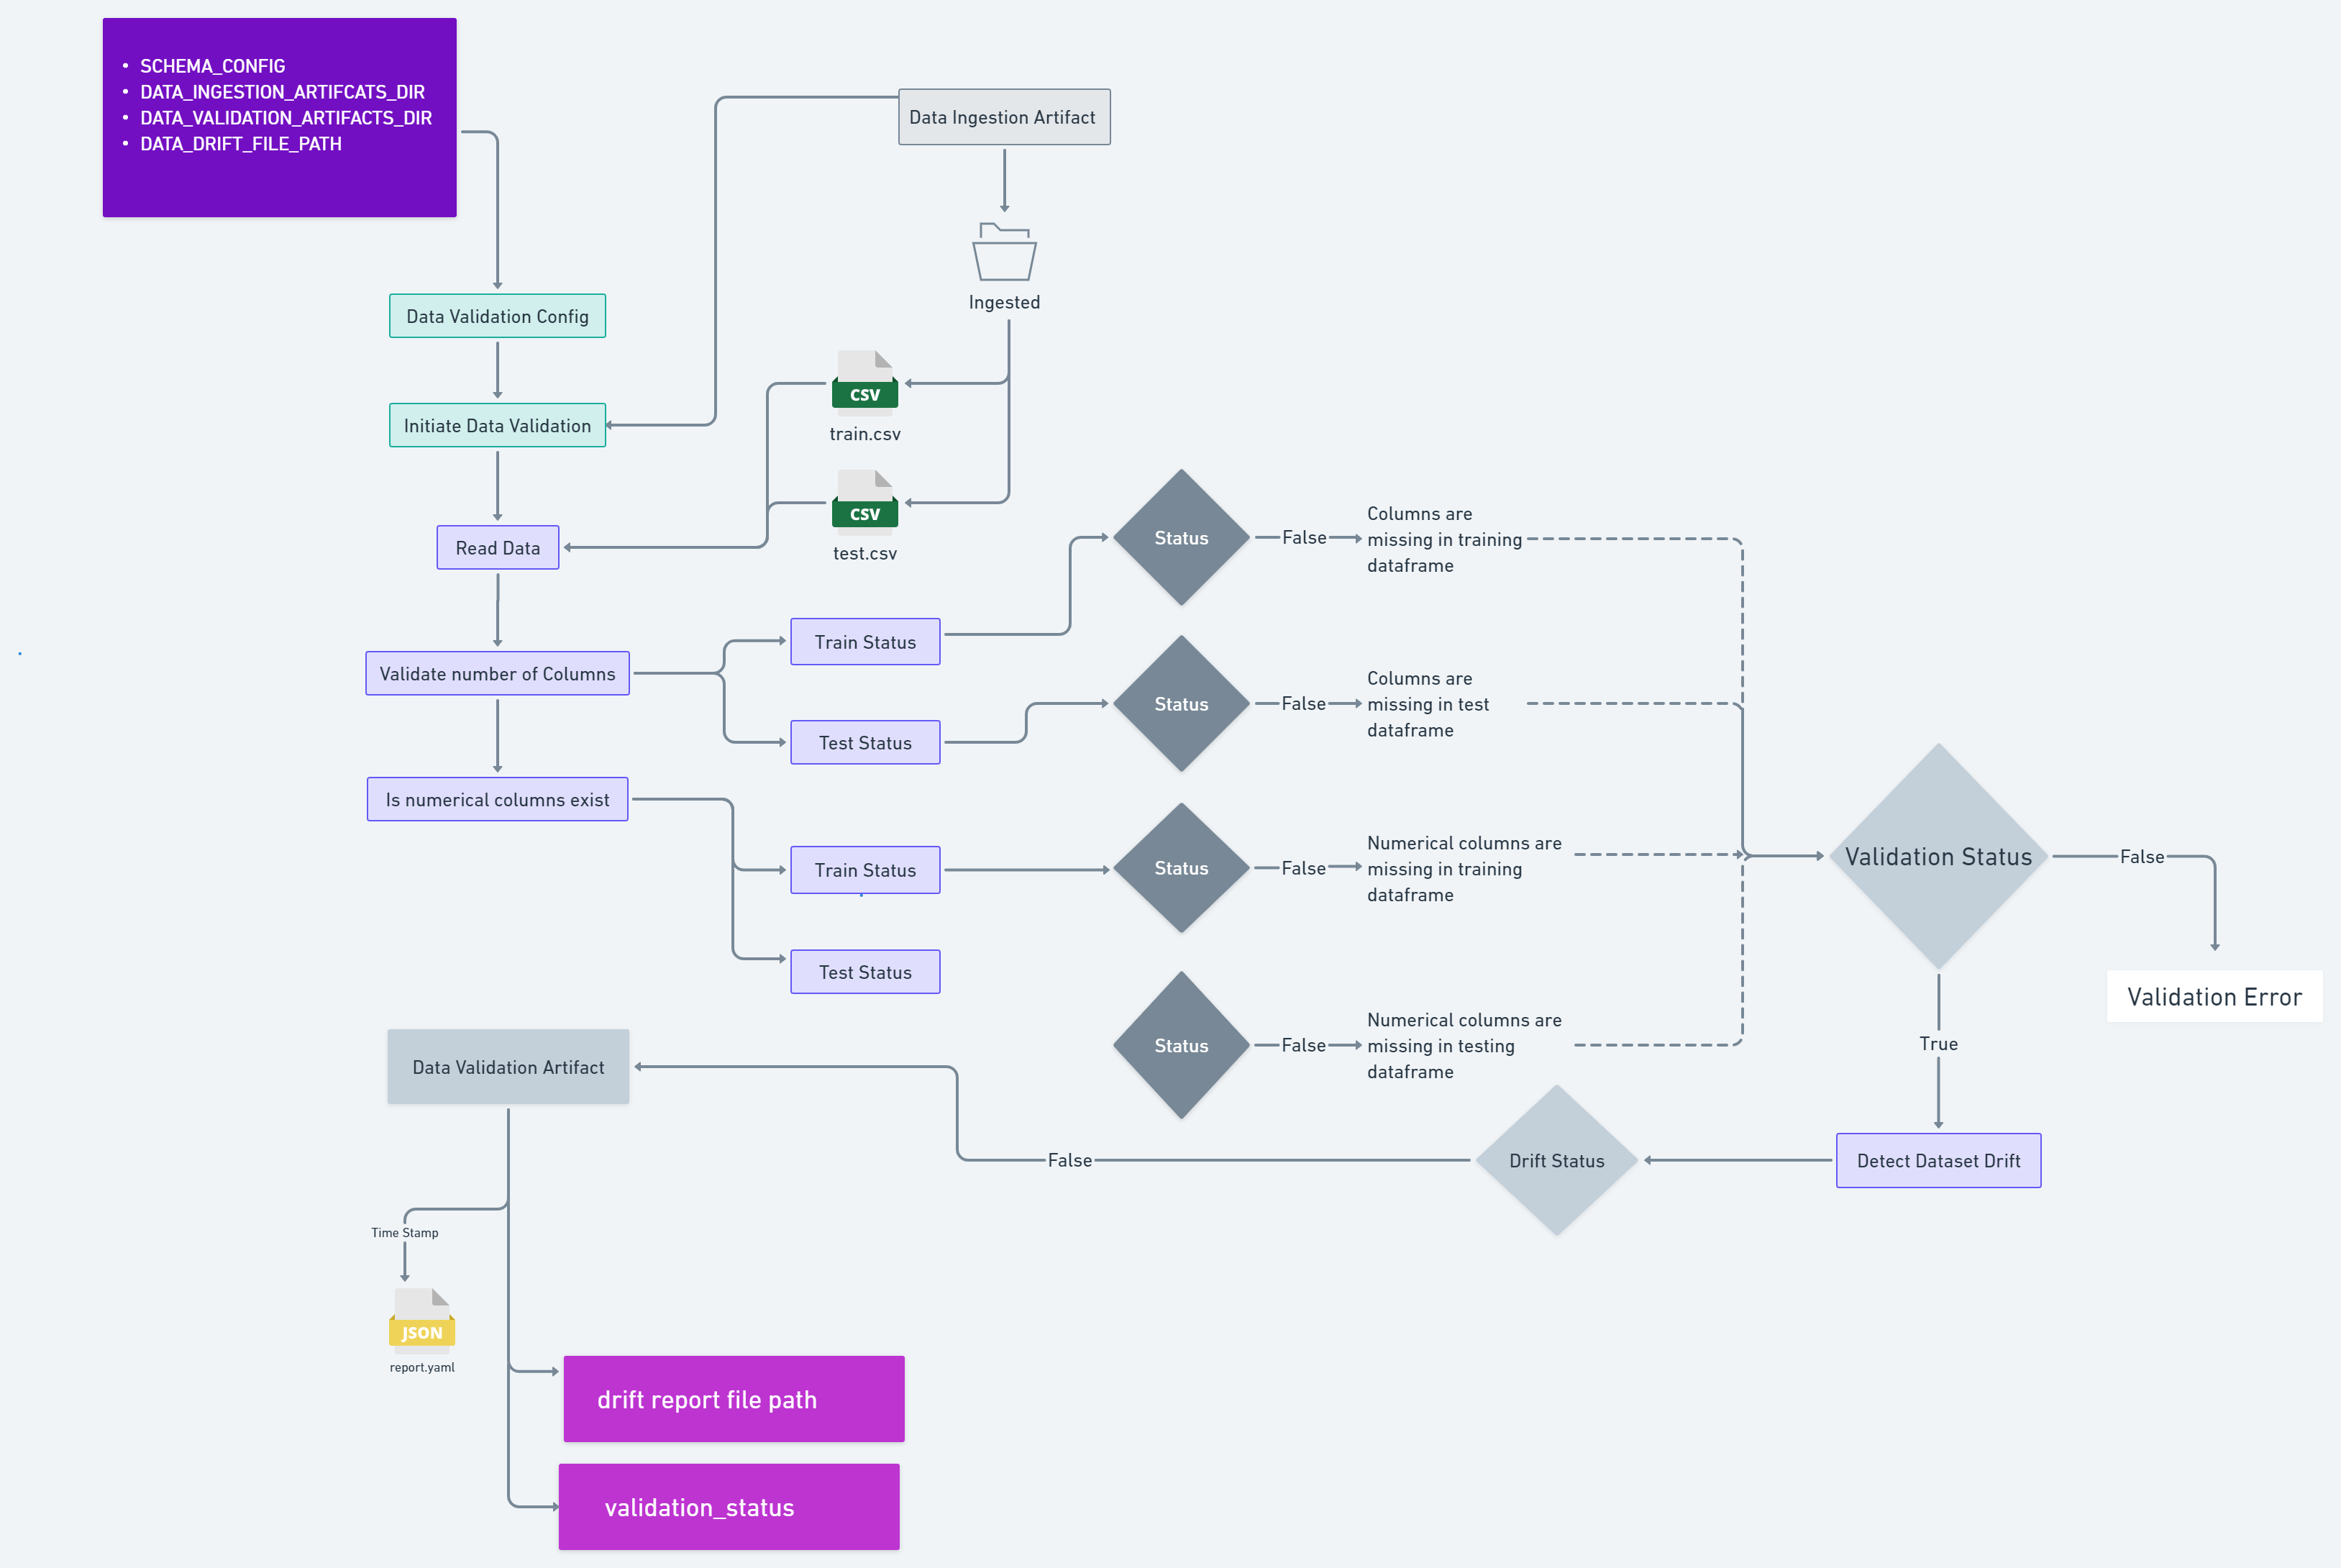 • SCHEMA_CONFIG
• DATA_INGESTION_ARTIFCATS_DIR
• DATA_VALIDATION_ARTIFACTS_DIR
• DATA_DRIFT_FILE_PATH
Data Ingestion Artifact
Ingested
Data Validation Config
CSV
train.csv
Initiate Data Validation
CSV
test.csv
Read Data
Validate number of Columns
Is numerical columns exist
Train Status
Test Status
Train Status
Test Status
Status
False
Columns are
missing in training
dataframe
Status
False
Columns are
missing in test
dataframe
Status
False
Numerical columns are
missing in training
dataframe
Status
False
Numerical columns are
missing in testing
dataframe
Validation Status
False
Validation Error
True
Detect Dataset Drift
Drift Status
False
Data Validation Artifact
Time Stamp
JSON
report.yaml
drift report file path
validation_status